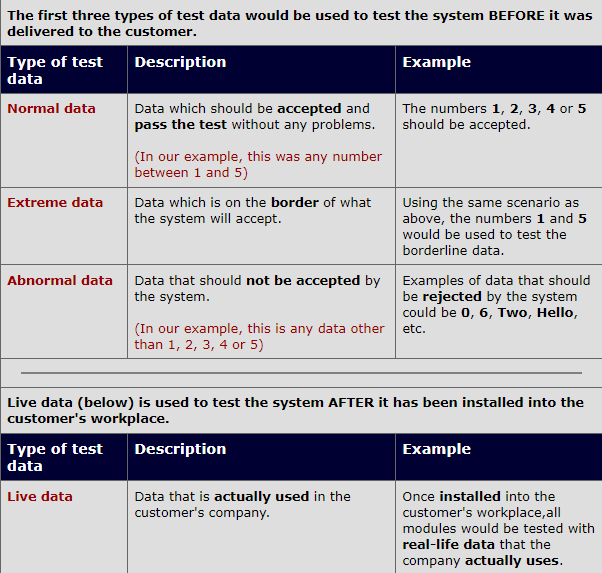 The first three types of test data would be used to test the system BEFORE it was
delivered to the customer.
Type of test
data
Description
Example
Normal data
Data which should be accepted and
pass the test without any problems.
(In our example, this was any number
between 1 and 5)
The numbers 1, 2, 3, 4 or 5
should be accepted.
Extreme data
Data which is on the border of what
the system will accept.
Using the same scenario as
above, the numbers 1 and 5
would be used to test the
borderline data.
Abnormal data
Data that should not be accepted by
the system.
(In our example, this is any data other
than 1, 2, 3, 4 or 5)
Examples of data that should
be rejected by the system
could be 0, 6, Two, Hello,
etc.
Live data (below) is used to test the system AFTER it has been installed into the
customer's workplace.
Type of test
data
Description
Example
Live data
Data that is actually used in the
customer's company.
Once installed into the
customer's workplace,all
modules would be tested with
real-life data that the
company actually uses.